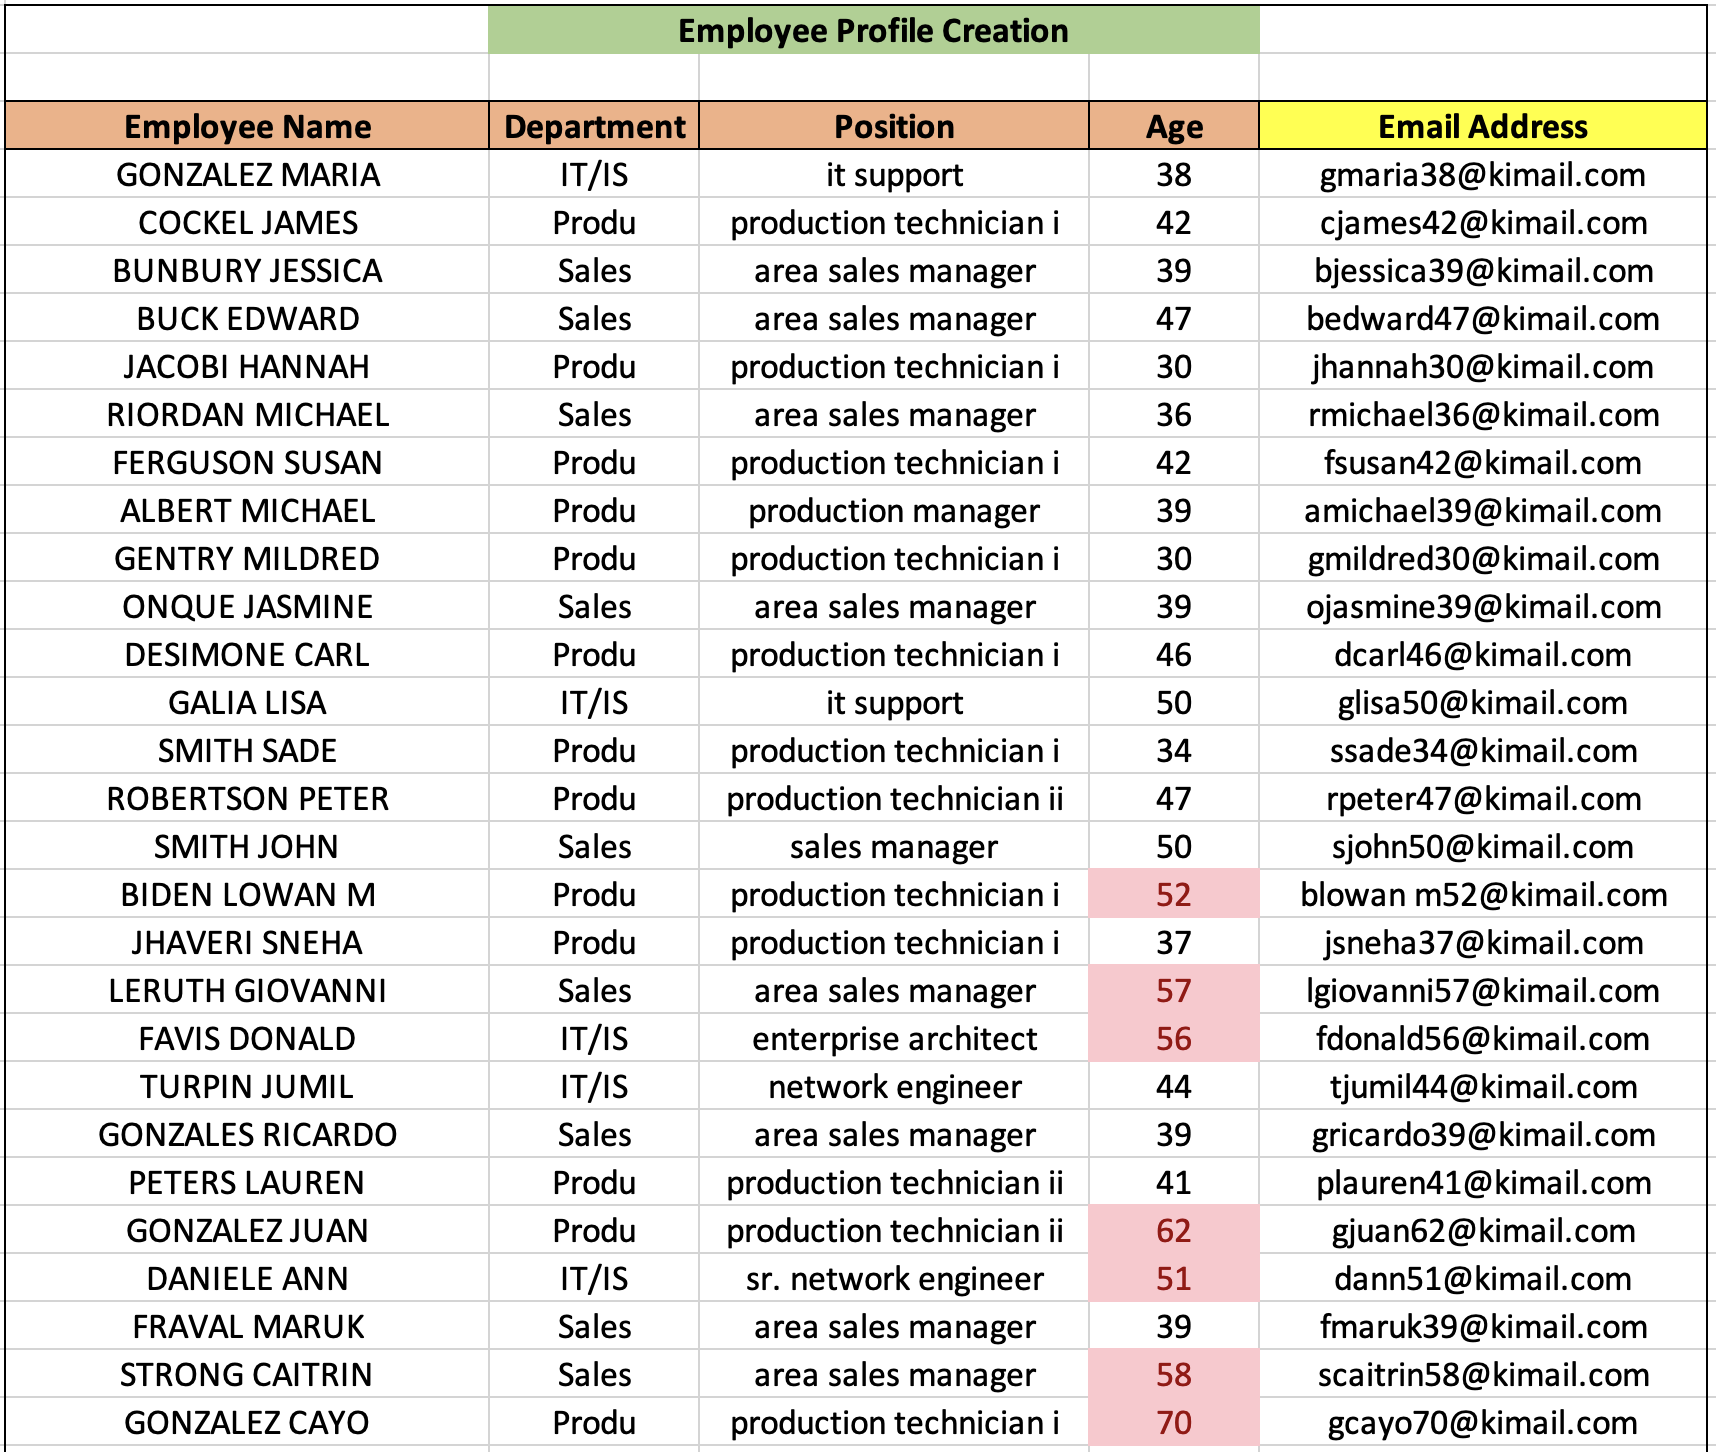 Employee Profile Creation
Employee Name Department Position Age Email Address
GONZALEZ MARIA IT/IS it support 38 gmaria38@kimail.com
COCKEL JAMES Produ production technician i 42 cjames42@kimail.com
BUNBURY JESSICA Sales area sales manager 39 bjessica39@kimail.com
BUCK EDWARD Sales area sales manager 47 bedward47@kimail.com
JACOBI HANNAH Produ production technician i 30 jhannah30@kimail.com
RIORDAN MICHAEL Sales area sales manager 36 rmichael36@kimail.com
FERGUSON SUSAN Produ production technician i 42 fsusan42@kimail.com
ALBERT MICHAEL Produ production manager 39 amichael39@kimail.com
GENTRY MILDRED Produ production technician i 30 gmildred30@kimail.com
ONQUE JASMINE Sales area sales manager 39 ojasmine39@kimail.com
DESIMONE CARL Produ production technician i 46 dcarl46@kimail.com
GALIA LISA IT/IS it support 50 glisa50@kimail.com
SMITH SADE Produ production technician i 34 ssade34@kimail.com
ROBERTSON PETER Produ production technician ii 47 rpeter47@kimail.com
SMITH JOHN Sales sales manager 50 sjohn50@kimail.com
BIDEN LOWAN M Produ production technician i 52 blowan m52@kimail.com
JHAVERI SNEHA Produ production technician i 37 jsneha37@kimail.com
LERUTH GIOVANNI Sales area sales manager 57 lgiovanni57@kimail.com
FAVIS DONALD IT/IS enterprise architect 56 fdonald56@kimail.com
TURPIN JUMIL IT/IS network engineer 44 tjumil44@kimail.com
GONZALES RICARDO Sales area sales manager 39 gricardo39@kimail.com
PETERS LAUREN Produ production technician ii 41 plauren41@kimail.com
GONZALEZ JUAN Produ production technician ii 62 gjuan62@kimail.com
DANIELE ANN IT/IS sr. network engineer 51 dann51@kimail.com
FRAVAL MARUK Sales area sales manager 39 fmaruk39@kimail.com
STRONG CAITRIN Sales area sales manager 58 scaitrin58@kimail.com
GONZALEZ CAYO Produ production technician i 70 gcayo70@kimail.com